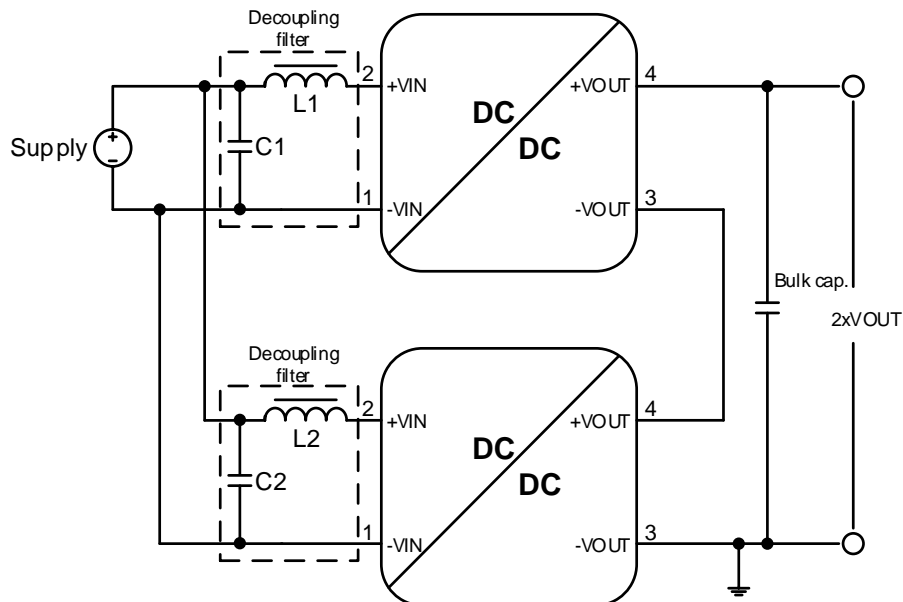 Decoupling
filter
Supply
+
-
C1
L1
2
+VIN
1
-VIN
DC
DC
4
+VOUT
3
-VOUT
Bulk cap.
2xVOUT
Decoupling
filter
C2
L2
2
+VIN
1
-VIN
DC
DC
4
+VOUT
3
-VOUT